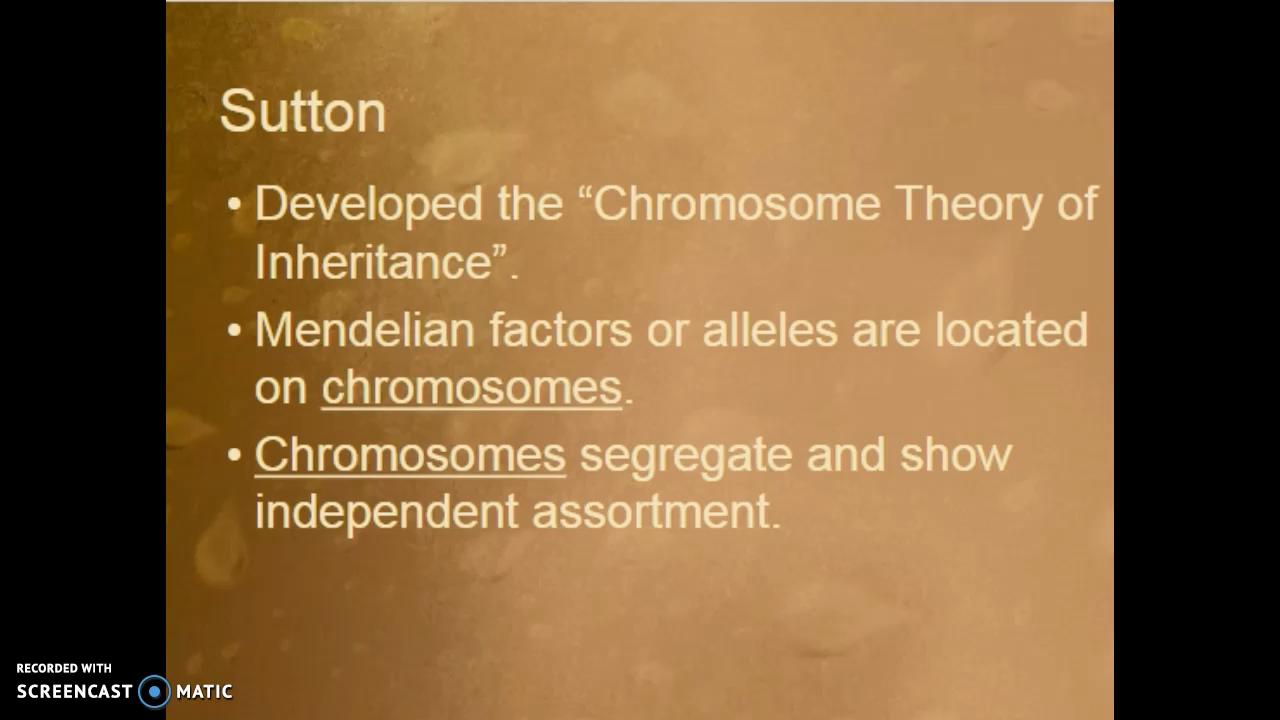 Sutton
• Developed the “Chromosome Theory of
Inheritance”.
• Mendelian factors or alleles are located
on chromosomes.
• Chromosomes segregate and show
independent assortment.
RECORDED WITH
SCREENCAST MATIC